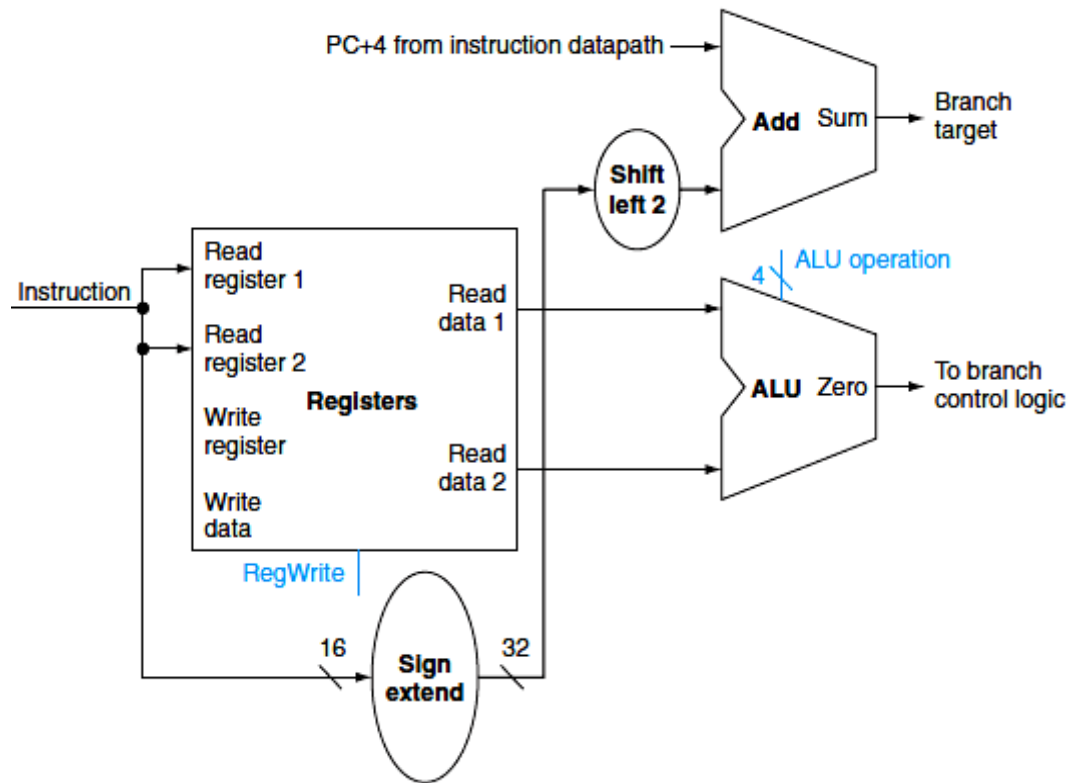 PC+4 from instruction datapath
Add Sum
Branch
target
Shift
left 2
ALU operation
4
Instruction
Read
register 1
Read
data 1
Read
register 2
Registers
ALU Zero
To branch
control logic
Write
register
Read
data 2
Write
data
RegWrite
16
Sign
extend
32